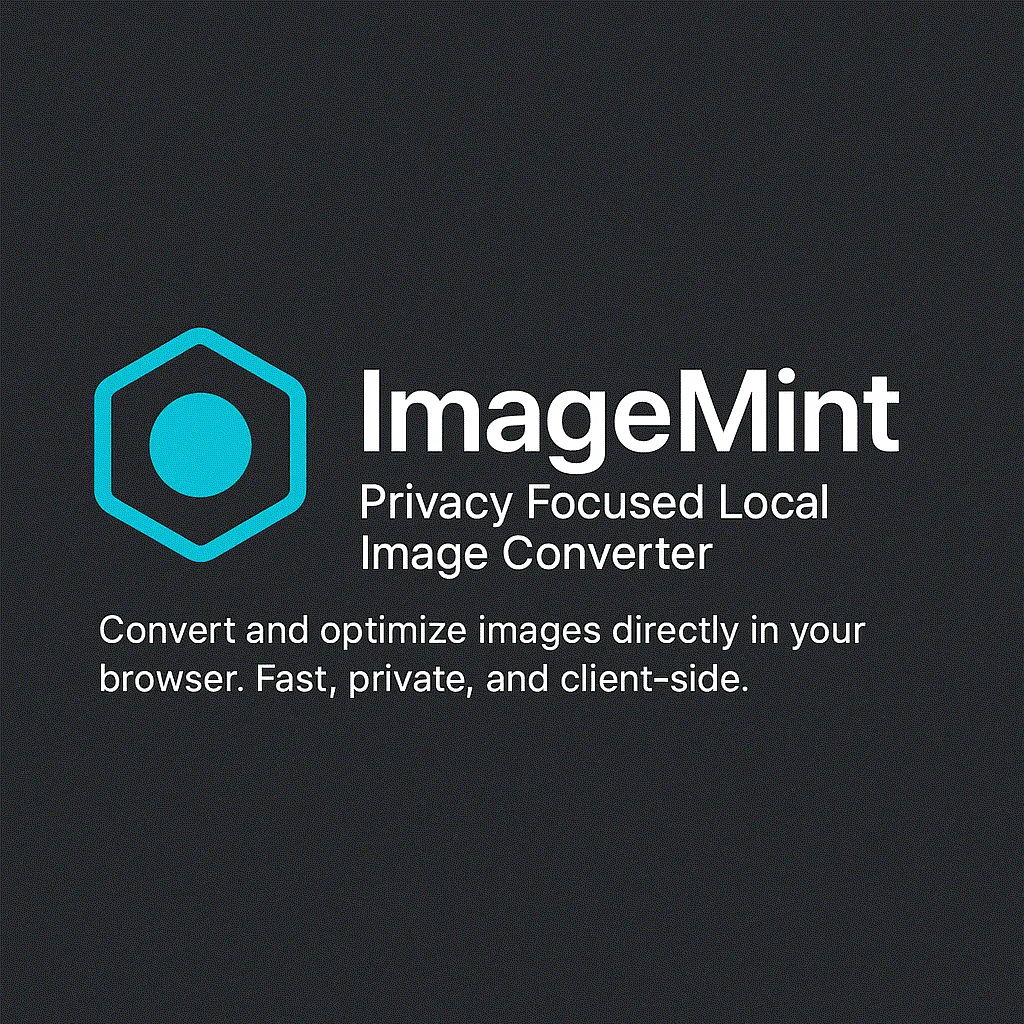 ImageMint
Privacy Focused Local
Image Converter
Convert and optimize images directly in your
browser. Fast, private, and client-side.